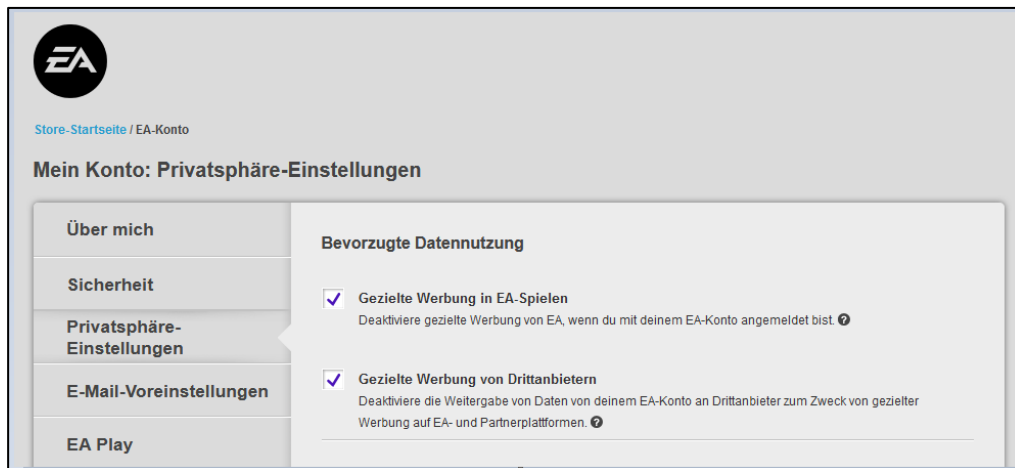 EA
Store-Startseite / EA-Konto
Mein Konto: Privatsphäre-Einstellungen
Über mich
Sicherheit
Privatsphäre-
Einstellungen
E-Mail-Voreinstellungen
EA Play
Bevorzugte Datennutzung
Gezielte Werbung in EA-Spielen
Deaktiviere gezielte Werbung von EA, wenn du mit deinem EA-Konto angemeldet bist. ?
Gezielte Werbung von Drittanbietern
Deaktiviere die Weitergabe von Daten von deinem EA-Konto an Drittanbieter zum Zweck von gezielter
Werbung auf EA- und Partnerplattformen. ?